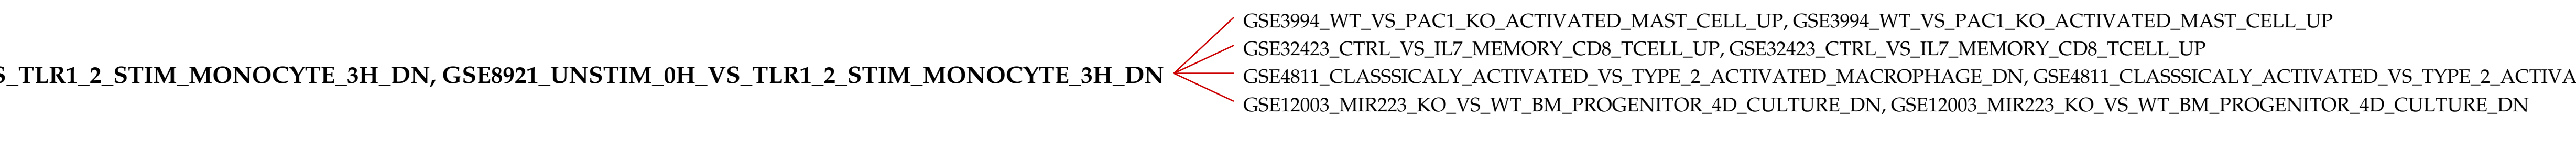 GSE3994_WT_VS_PAC1_KO_ACTIVATED_MAST_CELL_UP, GSE3994_WT_VS_PAC1_KO_ACTIVATED_MAST_CELL_UP
GSE32423_CTRL_VS_IL7_MEMORY_CD8_TCELL_UP, GSE32423_CTRL_VS_IL7_MEMORY_CD8_TCELL_UP
S_TLR1_2_STIM_MONOCYTE_3H_DN, GSE8921_UNSTIM_0H_VS_TLR1_2_STIM_MONOCYTE_3H_DN
GSE4811_CLASSSICALY_ACTIVATED_VS_TYPE_2_ACTIVATED_MACROPHAGE_DN, GSE4811_CLASSSICALY_ACTIVATED_VS_TYPE_2_ACTIVA
GSE12003_MIR223_KO_VS_WT_BM_PROGENITOR_4D_CULTURE_DN, GSE12003_MIR223_KO_VS_WT_BM_PROGENITOR_4D_CULTURE_DN